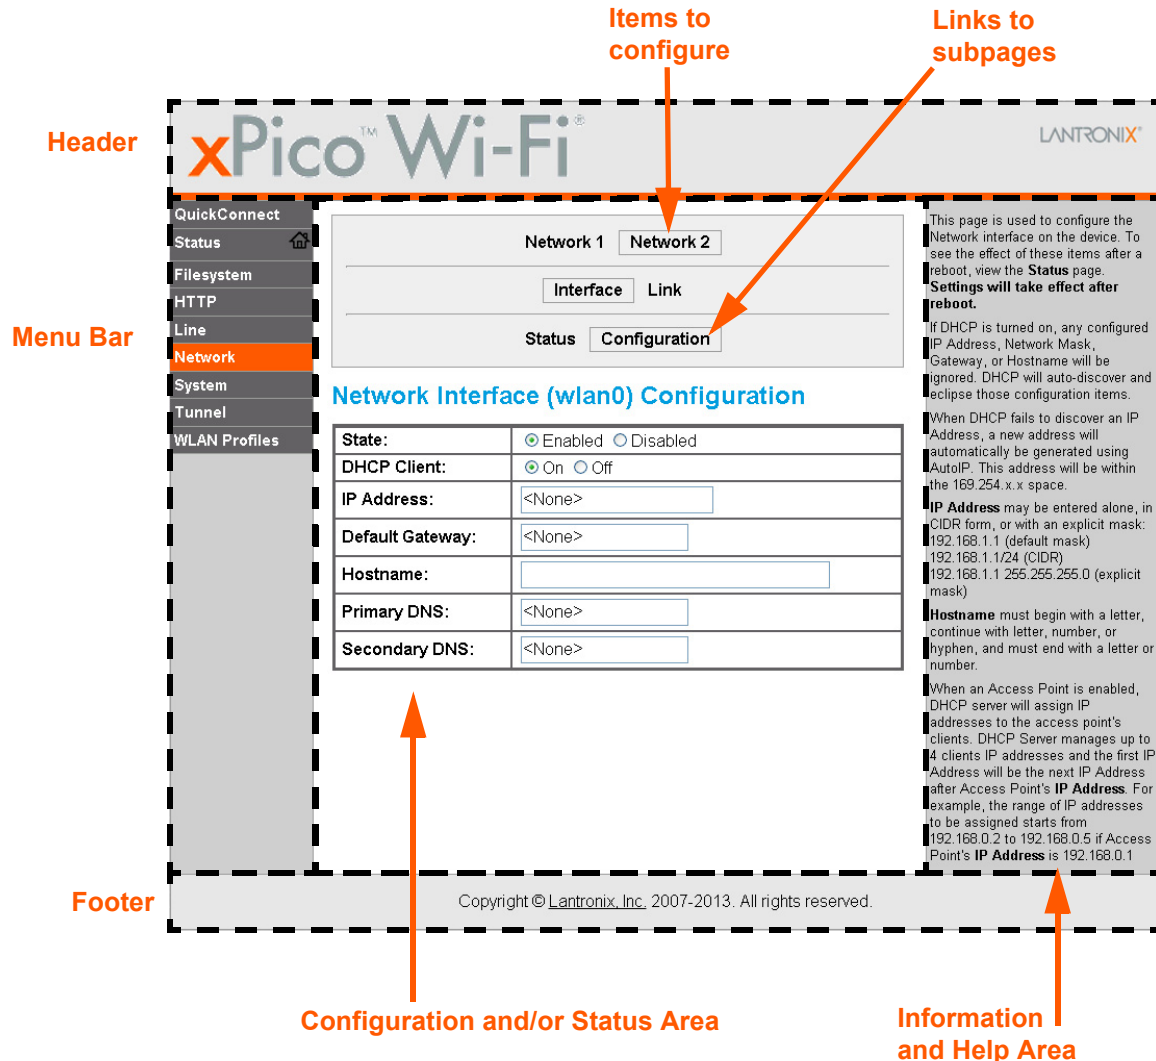 Items to
configure
Links to
subpages
Header
xPico™ Wi-Fi®
LANTRONIX®
Menu Bar
QuickConnect
Status
Filesystem
HTTP
Line
Network
System
Tunnel
WLAN Profiles
Network 1 Network 2
Interface Link
Status Configuration
Network Interface (wlan0) Configuration
State: Enabled Disabled
DHCP Client: On Off
IP Address: <None>
Default Gateway: <None>
Hostname:
Primary DNS: <None>
Secondary DNS: <None>
This page is used to configure the
Network interface on the device. To
see the effect of these items after a
reboot, view the Status page.
Settings will take effect after
reboot.
If DHCP is turned on, any configured
IP Address, Network Mask,
Gateway, or Hostname will be
ignored. DHCP will auto-discover and
eclipse those configuration items.
When DHCP fails to discover an IP
Address, a new address will
automatically be generated using
AutoIP. This address will be within
the 169.254.x.x space.
IP Address may be entered alone, in
CIDR form, or with an explicit mask:
192.168.1.1 (default mask)
192.168.1.1/24 (CIDR)
192.168.1.1 255.255.255.0 (explicit
mask)
Hostname must begin with a letter,
continue with letter, number, or
hyphen, and must end with a letter or
number.
When an Access Point is enabled,
DHCP server will assign IP
addresses to the access point's
clients. DHCP Server manages up to
4 clients IP addresses and the first IP
Address will be the next IP Address
after Access Point's IP Address. For
example, the range of IP addresses
to be assigned starts from
192.168.0.2 to 192.168.0.5 if Access
Point's IP Address is 192.168.0.1
Footer
Copyright © Lantronix, Inc. 2007-2013. All rights reserved.
Configuration and/or Status Area
Information
and Help Area